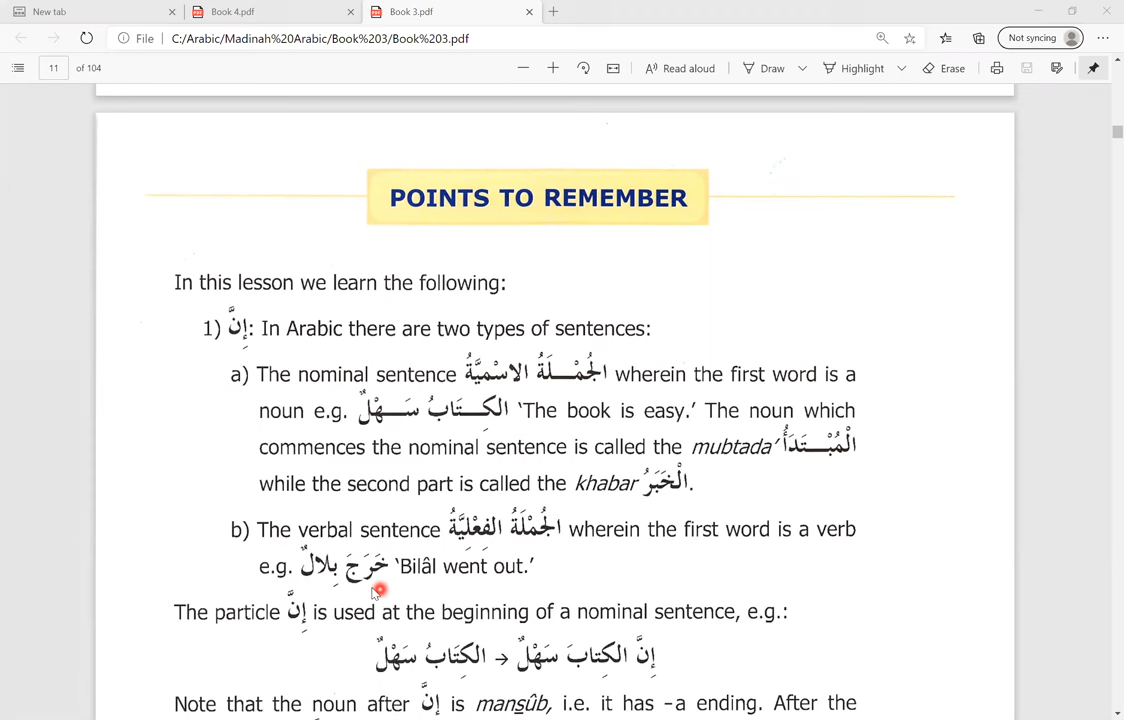 New tab
Book 4.pdf
Book 3.pdf
File
C:/Arabic/Madinah%20Arabic/Book%203/Book%203.pdf
Not syncing
11
of 104
Read aloud
Draw
Highlight
Erase
POINTS TO REMEMBER
In this lesson we learn the following:
1) إِنَّ: In Arabic there are two types of sentences:
a) The nominal sentence الجُمْـــلَةُ الاسْمِيَّةُ wherein the first word is a
noun e.g. الكـــتَِابُ سَـــهْلٌ ‘The book is easy.’ The noun which
commences the nominal sentence is called the mubtada’ الْمُبْـــتَدَأُ
while the second part is called the khabar الْخَبَرُ.
b) The verbal sentence الجُمْلَةُ الفِعْلِيَّةُ wherein the first word is a verb
e.g. خَرَجَ بِلالٌ ‘Bilâl went out.’
The particle إِنَّ is used at the beginning of a nominal sentence, e.g.:
الكِتَابُ سَهْلٌ → إِنَّ الكِتابَ سَهْلٌ
Note that the noun after إِنَّ is mansûb, i.e. it has –a ending. After the